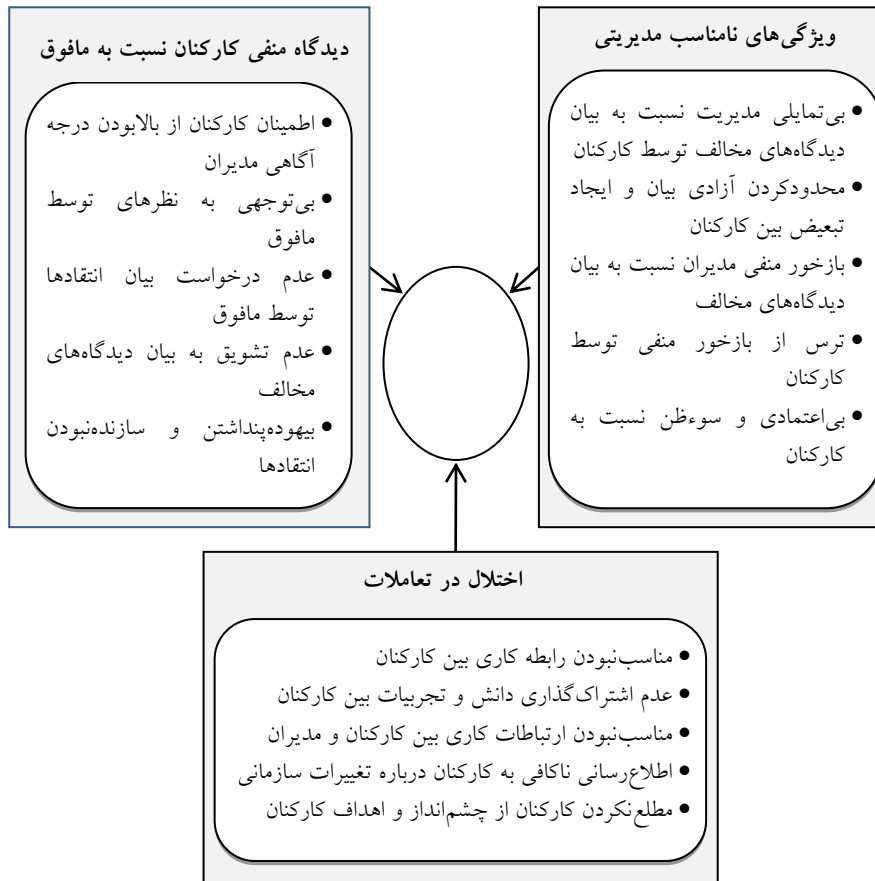 ویژگی‌های نامناسب مدیریتی
• بی‌تمایلی مدیریت نسبت به بیان
دیدگاه‌های مخالف توسط کارکنان
• محدودکردن آزادی بیان و ایجاد
تبعیض بین کارکنان
• بازخور منفی مدیران نسبت به بیان
دیدگاه‌های مخالف
• ترس از بازخور منفی توسط
کارکنان
• بی‌اعتمادی و سوءظن نسبت به
کارکنان
دیدگاه منفی کارکنان نسبت به مافوق
• اطمینان کارکنان از بالابودن درجه
آگاهی مدیران
• بی‌توجهی به نظرهای توسط
مافوق
• عدم درخواست بیان انتقادها
توسط مافوق
• عدم تشویق به بیان دیدگاه‌های
مخالف
• بیهوده‌پنداشتن و سازنده‌نبودن
انتقادها
اختلال در تعاملات
• مناسب‌نبودن رابطه کاری بین کارکنان
• عدم اشتراک‌گذاری دانش و تجربیات بین کارکنان
• مناسب‌نبودن ارتباطات کاری بین کارکنان و مدیران
• اطلاع‌رسانی ناکافی به کارکنان درباره تغییرات سازمانی
• مطلع‌نکردن کارکنان از چشم‌انداز و اهداف کارکنان